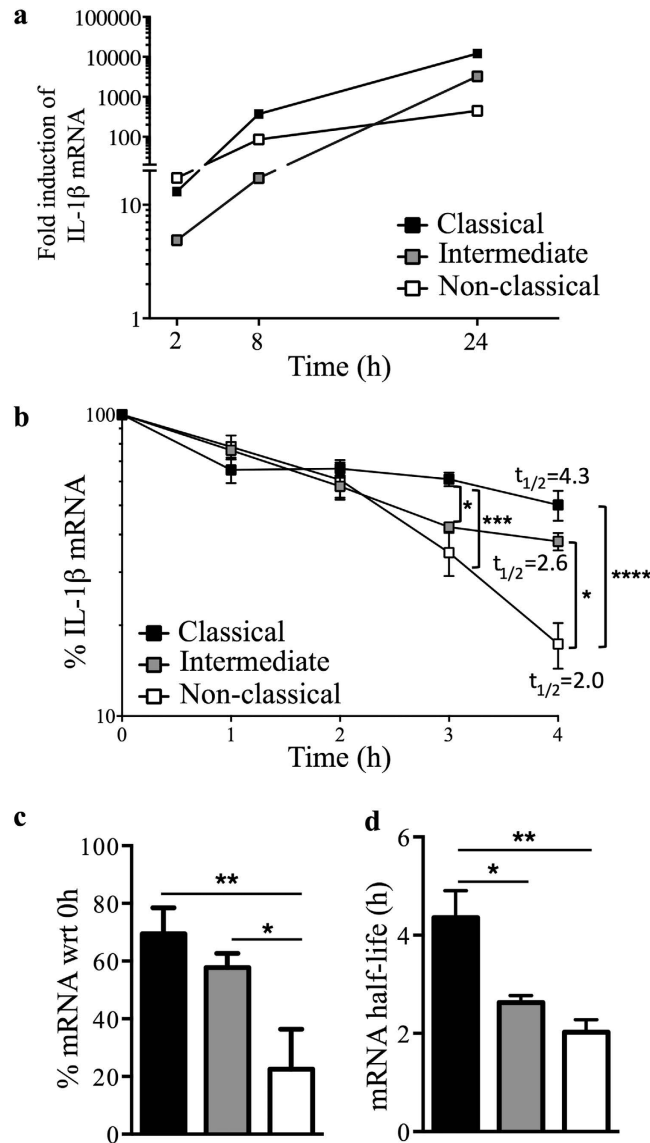 a
Fold induction of
IL-1β mRNA
100000
10000
1000
100
10
1
Classical
Intermediate
Non-classical
2 8 24
Time (h)
b
% IL-1β mRNA
100
10
t1/2=4.3
* ***
t1/2=2.6
* ****
t1/2=2.0
Classical
Intermediate
Non-classical
0 1 2 3 4
Time (h)
c
% mRNA wrt 0h
100
80
60
40
20
0
**
*
d
mRNA half-life (h)
6
4
2
0
**
*